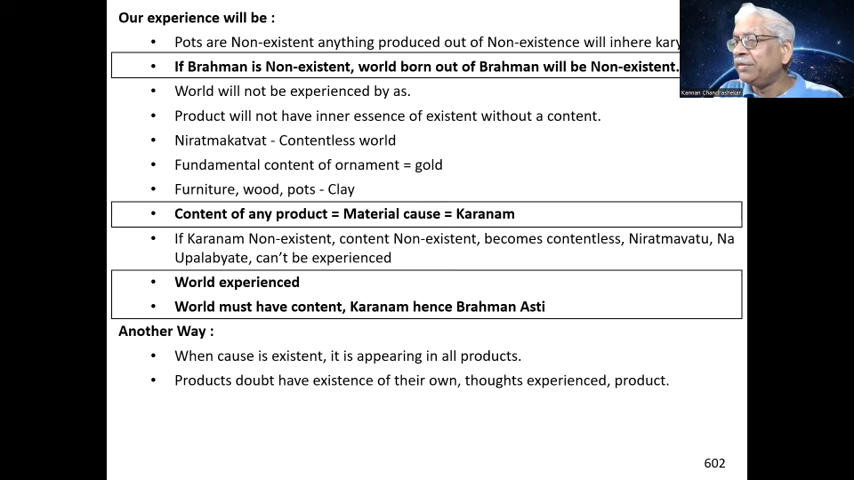 Our experience will be :
• Pots are Non-existent anything produced out of Non-existence will inhere
• If Brahman is Non-existent, world born out of Brahman will be Non-existent.
• World will not be experienced by as.
• Product will not have inner essence of existent without a content.
• Niratmakatvat - Contentless world
• Fundamental content of ornament = gold
• Furniture, wood, pots - Clay
• Content of any product = Material cause = Karanam
• If Karanam Non-existent, content Non-existent, becomes contentless, Niratmavatu, Na
Upalabyate, can't be experienced
• World experienced
• World must have content, Karanam hence Brahman Asti
Another Way :
• When cause is existent, it is appearing in all products.
• Products doubt have existence of their own, thoughts experienced, product.
602
Kannan Chandrashekar